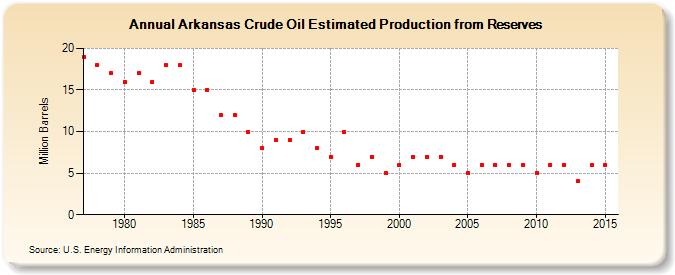 Annual Arkansas Crude Oil Estimated Production from Reserves
Million Barrels
20
15
10
5
0
1980 1985 1990 1995 2000 2005 2010 2015
Source: U.S. Energy Information Administration